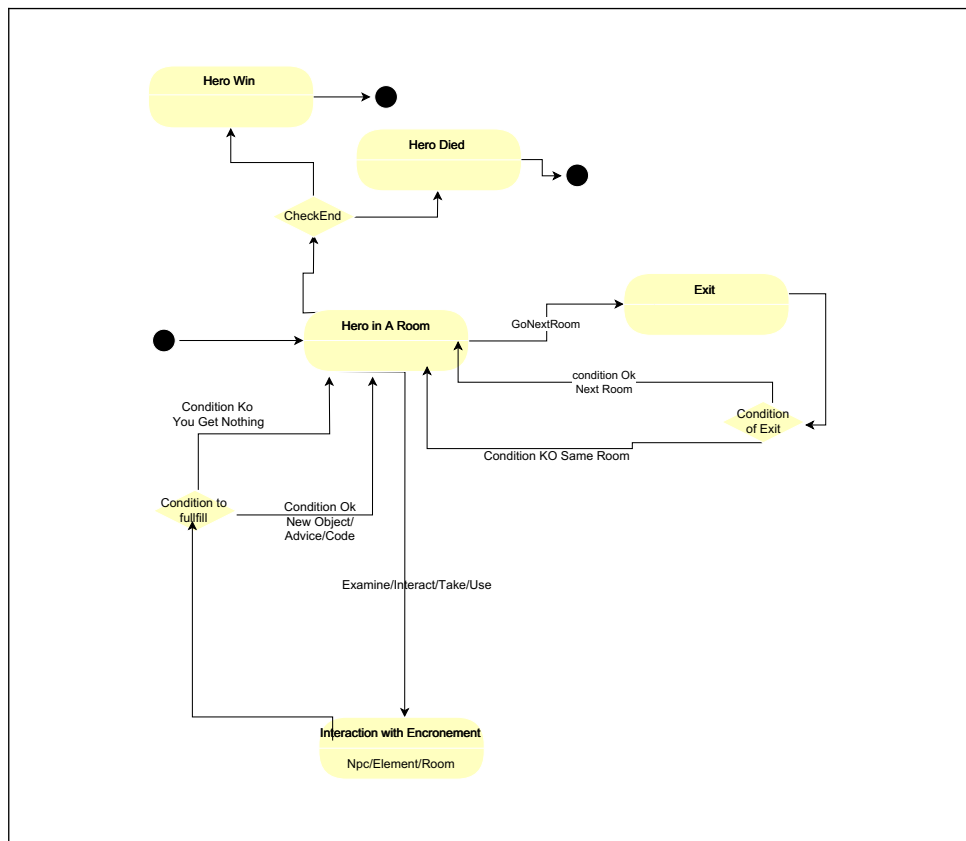 Hero Win
Hero Died
CheckEnd
Exit
Hero in A Room
GoNextRoom
condition Ok
Next Room
Condition
of Exit
Condition Ko
You Get Nothing
Condition KO Same Room
Condition to
fullfill
Condition Ok
New Object/
Advice/Code
Examine/Interact/Take/Use
Interaction with Encronement
Npc/Element/Room